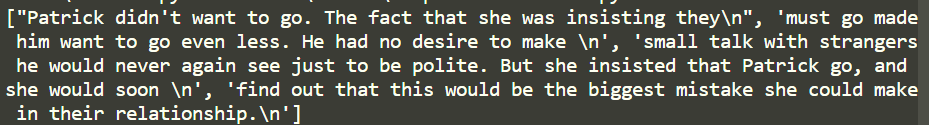 ["Patrick didn't want to go. The fact that she was insisting they\n", 'must go made
him want to go even less. He had no desire to make \n', 'small talk with strangers
he would never again see just to be polite. But she insisted that Patrick go, and
she would soon \n', 'find out that this would be the biggest mistake she could make
in their relationship.\n']